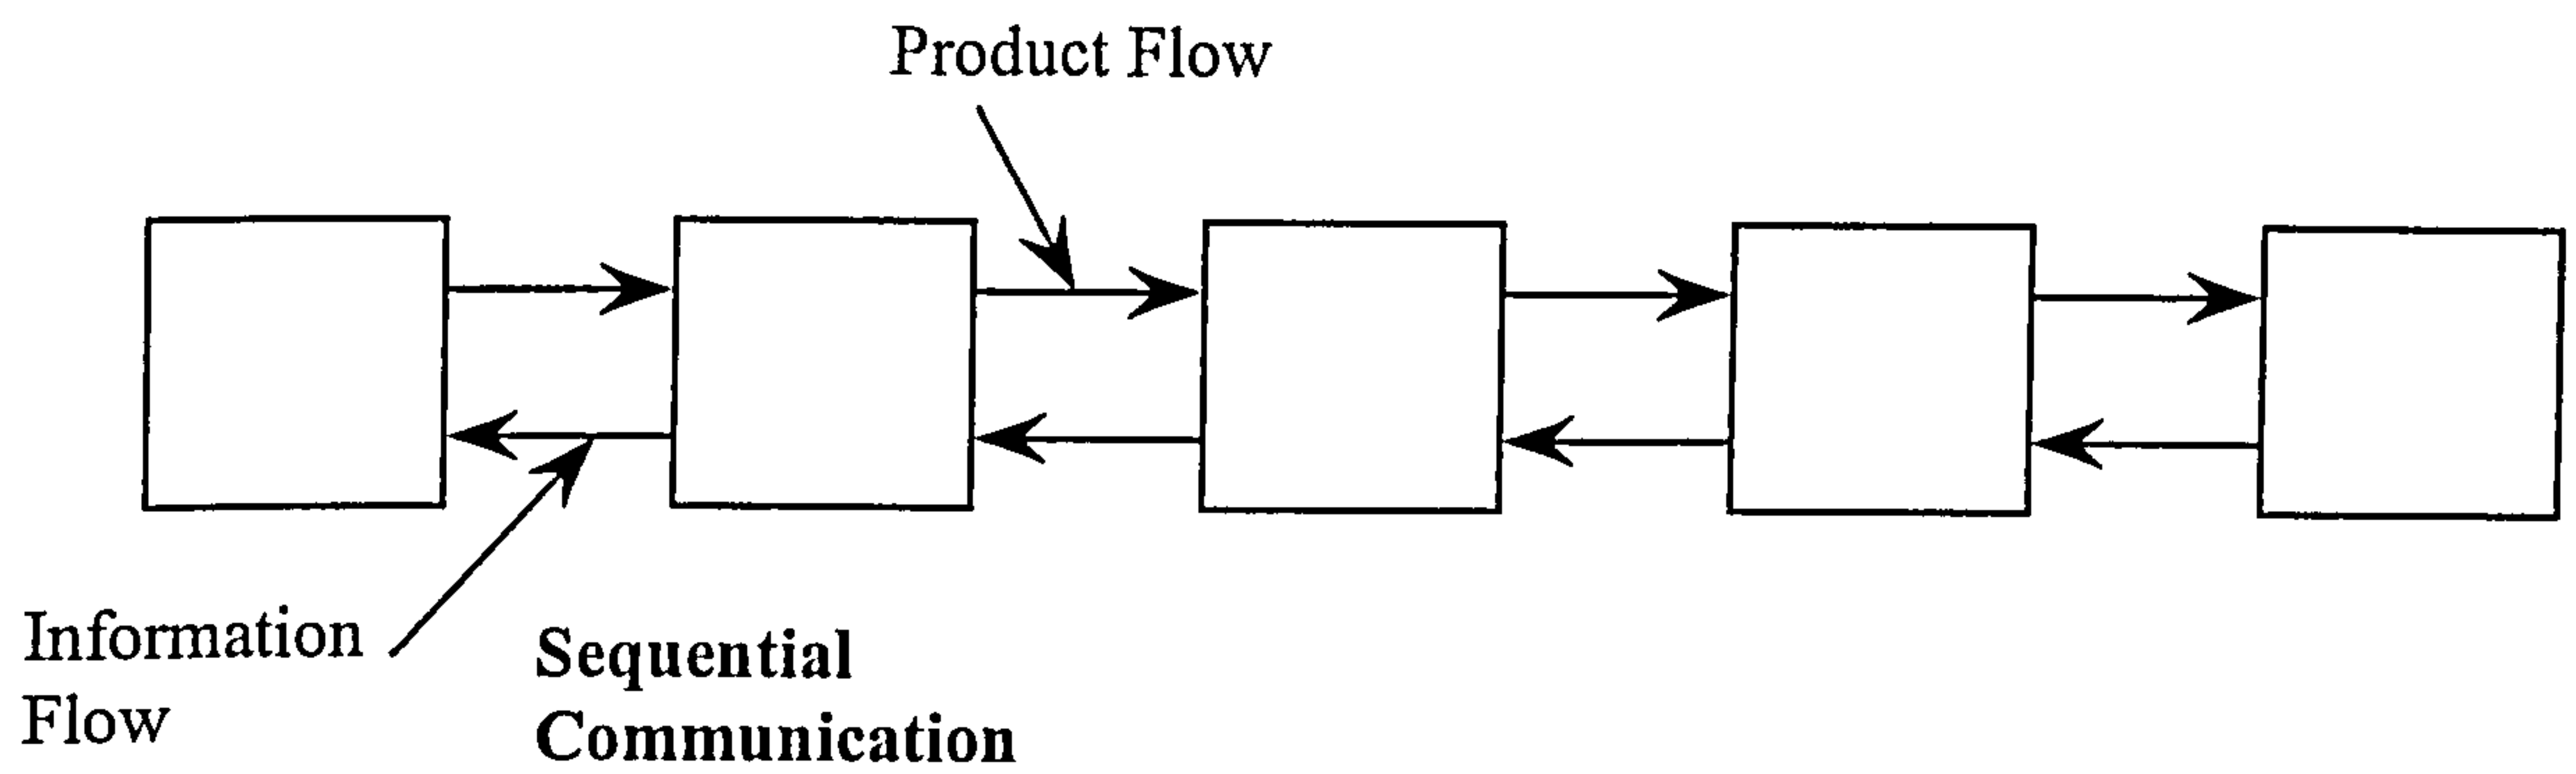 Product Flow
Information
Flow
Sequential
Communication